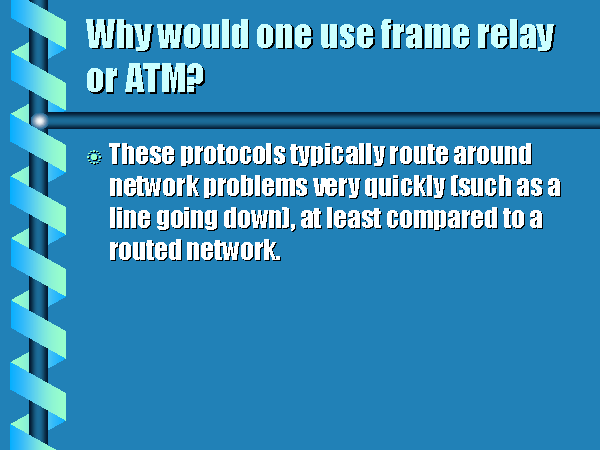 Why would one use frame relay
or ATM?
These protocols typically route around
network problems very quickly (such as a
line going down), at least compared to a
routed network.